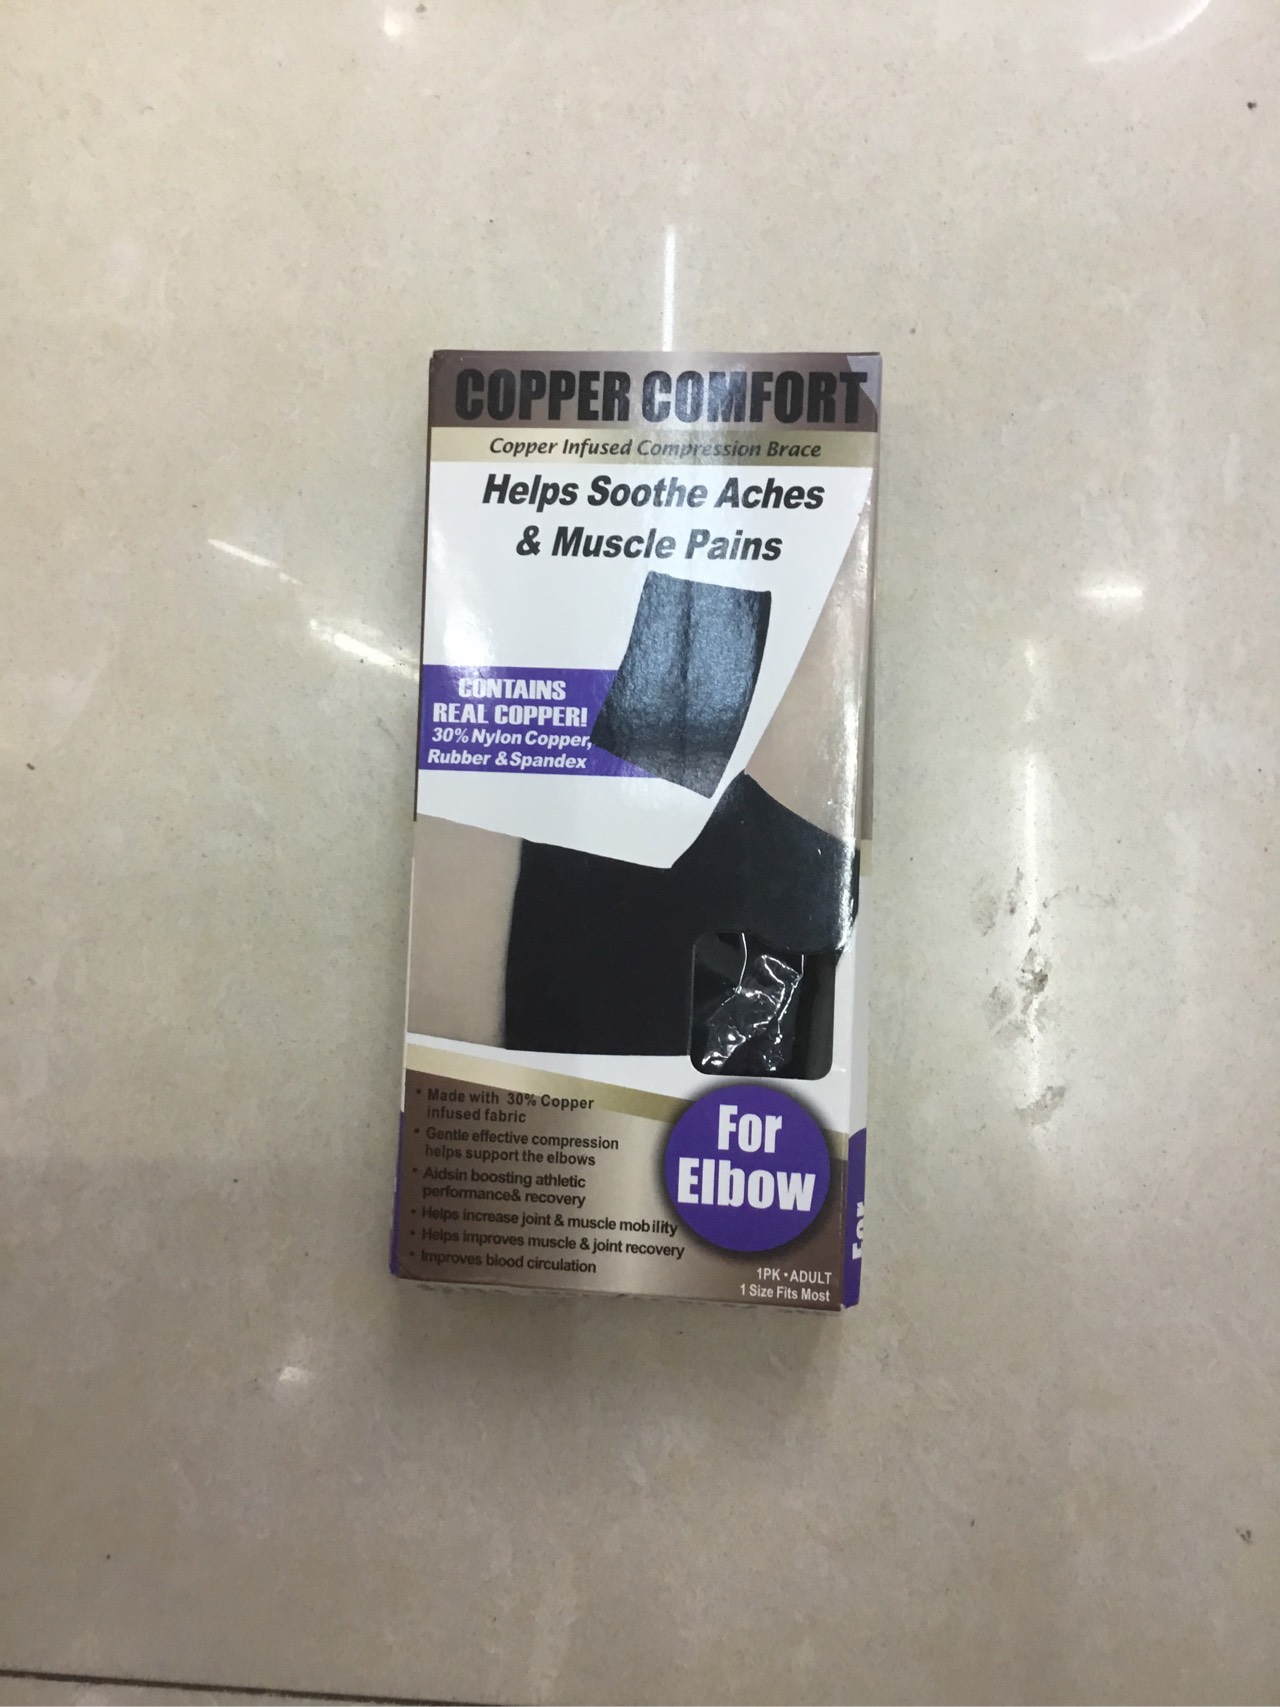 COPPER COMFORT
Copper Infused Compression Brace
Helps Soothe Aches
& Muscle Pains
CONTAINS
REAL COPPER!
30% Nylon Copper,
Rubber & Spandex
• Made with 30% Copper
infused fabric
• Gentle effective compression
helps support the elbows
• Aidsin boosting athletic
performance& recovery
• Helps increase joint & muscle mobility
• Helps improves muscle & joint recovery
• Improves blood circulation
For
Elbow
1PK • ADULT
1 Size Fits Most
For